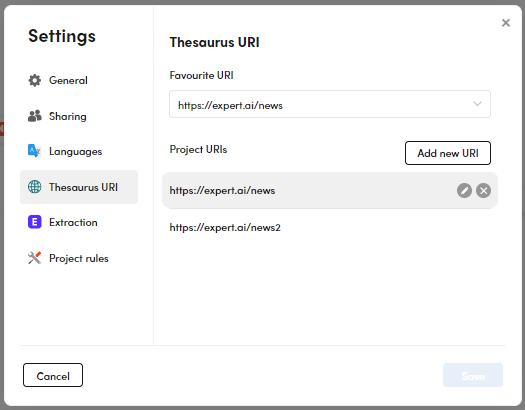 Settings
General
Sharing
Languages
Thesaurus URI
E Extraction
Project rules
Thesaurus URI
Favourite URI
https://expert.ai/news
Project URIs
Add new URI
https://expert.ai/news
https://expert.ai/news2
Cancel
Save